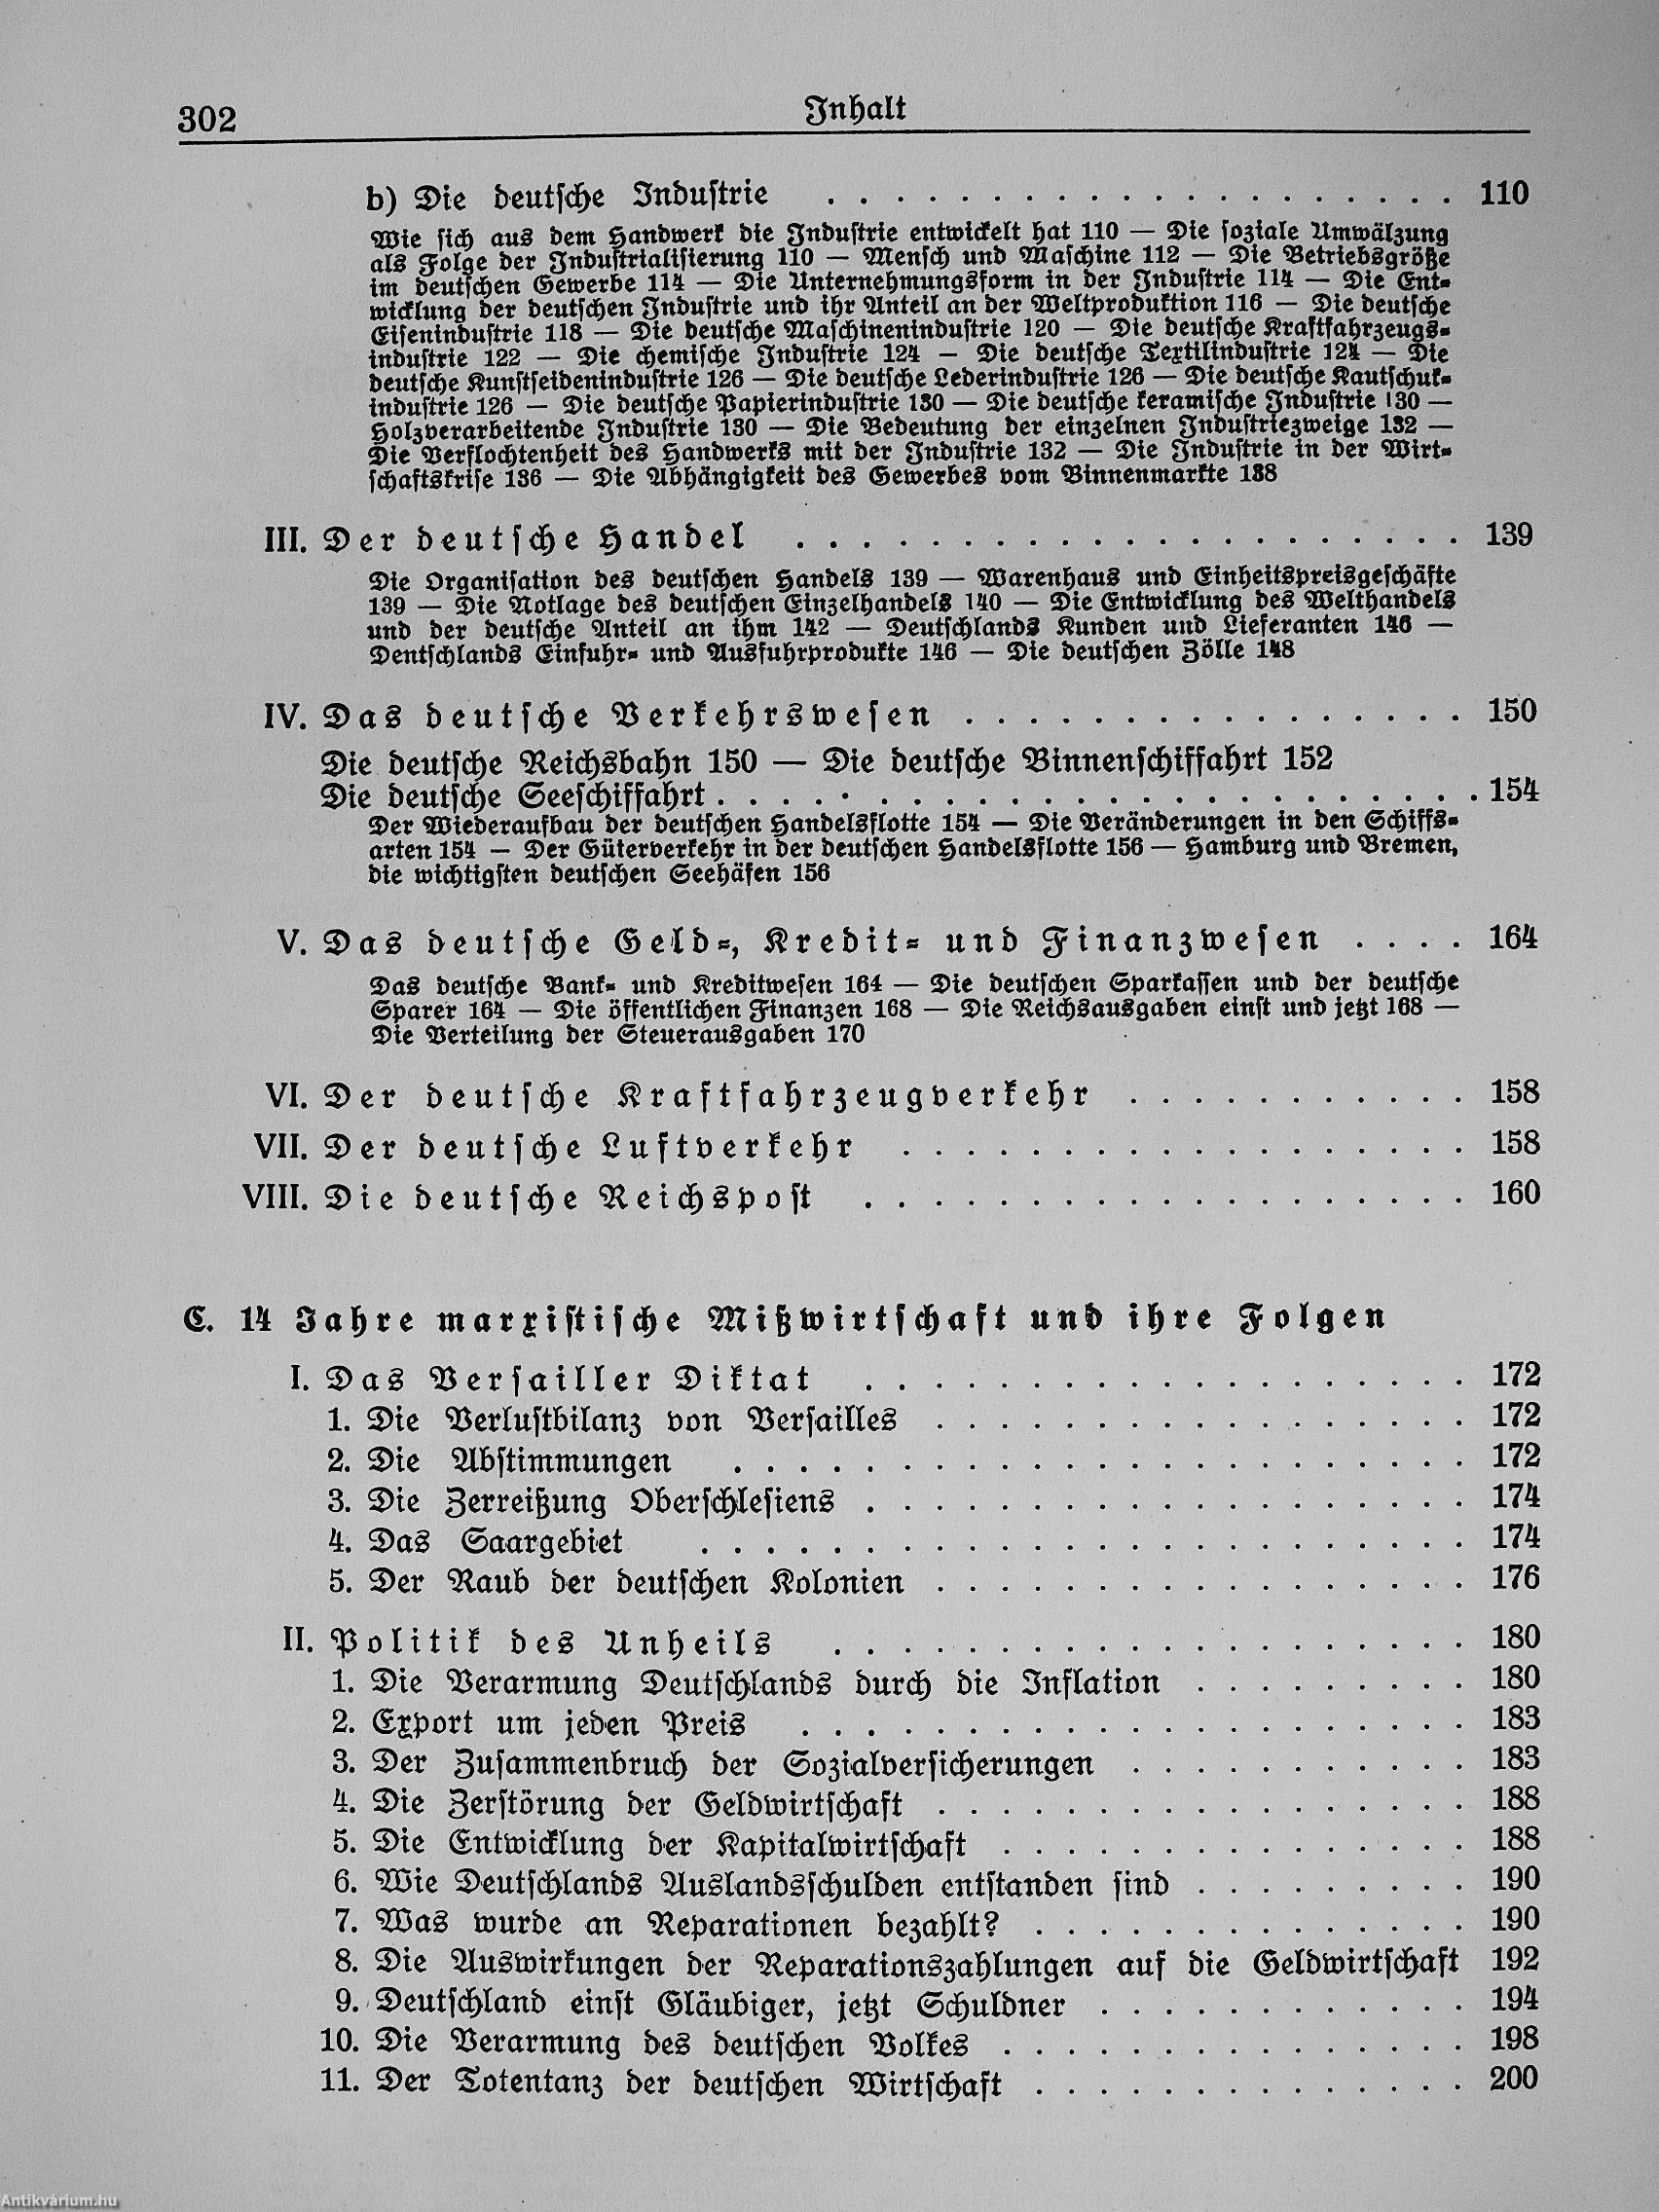 302 Inhalt
b) Die deutsche Industrie . . . . . . . . . . . . . . . . . . . 110
Wie sich aus dem Handwerk die Industrie entwickelt hat 110 — Die soziale Umwälzung
als Folge der Industrialisierung 110 — Mensch und Maschine 112 — Die Betriebsgröße
im deutschen Gewerbe 114 — Die Unternehmungsform in der Industrie 114 — Die Ent-
wicklung der deutschen Industrie und ihr Anteil an der Weltproduktion 116 — Die deutsche
Eisenindustrie 118 — Die deutsche Maschinenindustrie 120 — Die deutsche Kraftfahrzeugs-
industrie 122 — Die chemische Industrie 124 — Die deutsche Textilindustrie 124 — Die
deutsche Kunstseidenindustrie 126 — Die deutsche Lederindustrie 126 — Die deutsche Kautschuk-
industrie 126 — Die deutsche Papierindustrie 130 — Die deutsche keramische Industrie 130 —
Holzverarbeitende Industrie 130 — Die Bedeutung der einzelnen Industriezweige 132 —
Die Verflochtenheit des Handwerks mit der Industrie 132 — Die Industrie in der Wirt-
schaftskrise 136 — Die Abhängigkeit des Gewerbes vom Binnenmarkte 138
III. Der deutsche Handel . . . . . . . . . . . . . . . . . . . . 139
Die Organisation des deutschen Handels 139 — Warenhaus und Einheitspreisgeschäfte
139 — Die Notlage des deutschen Einzelhandels 140 — Die Entwicklung des Welthandels
und der deutsche Anteil an ihm 142 — Deutschlands Kunden und Lieferanten 146 —
Dentschlands Einfuhr- und Ausfuhrprodukte 146 — Die deutschen Zölle 148
IV. Das deutsche Verkehrswesen . . . . . . . . . . . . . . . . 150
Die deutsche Reichsbahn 150 — Die deutsche Binnenschiffahrt 152
Die deutsche Seeschiffahrt . . . . . . . . . . . . . . . . . . . . . . . 154
Der Wiederaufbau der deutschen Handelsflotte 154 — Die Veränderungen in den Schiffs-
arten 154 — Der Güterverkehr in der deutschen Handelsflotte 156 — Hamburg und Bremen,
die wichtigsten deutschen Seehäfen 156
V. Das deutsche Geld-, Kredit- und Finanzwesen . . . . 164
Das deutsche Bank- und Kreditwesen 164 — Die deutschen Sparkassen und der deutsche
Sparer 164 — Die öffentlichen Finanzen 168 — Die Reichsausgaben einst und jetzt 168 —
Die Verteilung der Steuerausgaben 170
VI. Der deutsche Kraftfahrzeugverkehr . . . . . . . . . . . 158
VII. Der deutsche Luftverkehr . . . . . . . . . . . . . . . . . . 158
VIII. Die deutsche Reichspost . . . . . . . . . . . . . . . . . . . 160
C. 14 Jahre marxistische Mißwirtschaft und ihre Folgen
I. Das Versailler Diktat . . . . . . . . . . . . . . . . . . . 172
1. Die Verlustbilanz von Versailles . . . . . . . . . . . . . . . . . 172
2. Die Abstimmungen . . . . . . . . . . . . . . . . . . . . . . . 172
3. Die Zerreißung Oberschlesiens . . . . . . . . . . . . . . . . . . . 174
4. Das Saargebiet . . . . . . . . . . . . . . . . . . . . . . . . 174
5. Der Raub der deutschen Kolonien . . . . . . . . . . . . . . . . . 176
II. Politik des Unheils . . . . . . . . . . . . . . . . . . . . 180
1. Die Verarmung Deutschlands durch die Inflation . . . . . . . . . 180
2. Export um jeden Preis . . . . . . . . . . . . . . . . . . . . . 183
3. Der Zusammenbruch der Sozialversicherungen . . . . . . . . . . . 183
4. Die Zerstörung der Geldwirtschaft . . . . . . . . . . . . . . . . . 188
5. Die Entwicklung der Kapitalwirtschaft . . . . . . . . . . . . . . . 188
6. Wie Deutschlands Auslandsschulden entstanden sind . . . . . . . . . 190
7. Was wurde an Reparationen bezahlt? . . . . . . . . . . . . . . 190
8. Die Auswirkungen der Reparationszahlungen auf die Geldwirtschaft 192
9. Deutschland einst Gläubiger, jetzt Schuldner . . . . . . . . . . . . 194
10. Die Verarmung des deutschen Volkes . . . . . . . . . . . . . . . 198
11. Der Totentanz der deutschen Wirtschaft . . . . . . . . . . . . . . 200
Antikvárium.hu